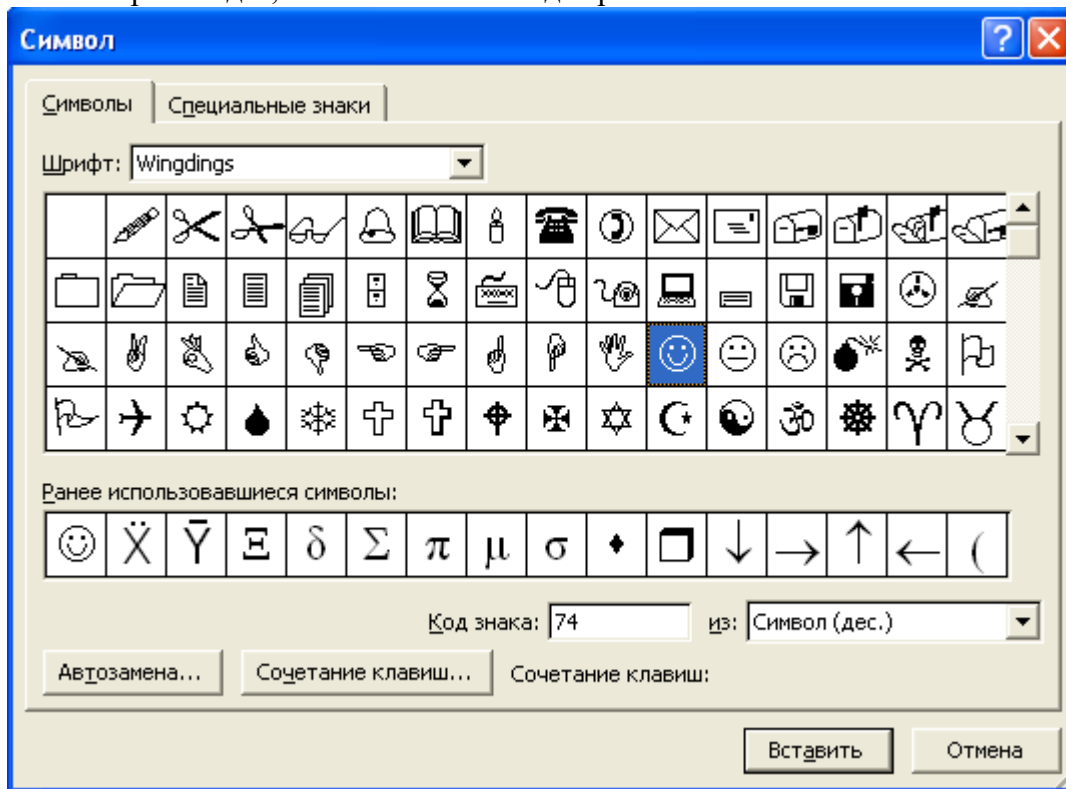 Символ
Символы Специальные знаки
Шрифт: Wingdings
Ранее использовавшиеся символы:
Ẍ Ȳ Ξ δ Σ π μ σ ♦ ❒ ↓ → ↑ ← (
Код знака: 74 из: Символ (дес.)
Автозамена... Сочетание клавиш... Сочетание клавиш:
Вставить Отмена